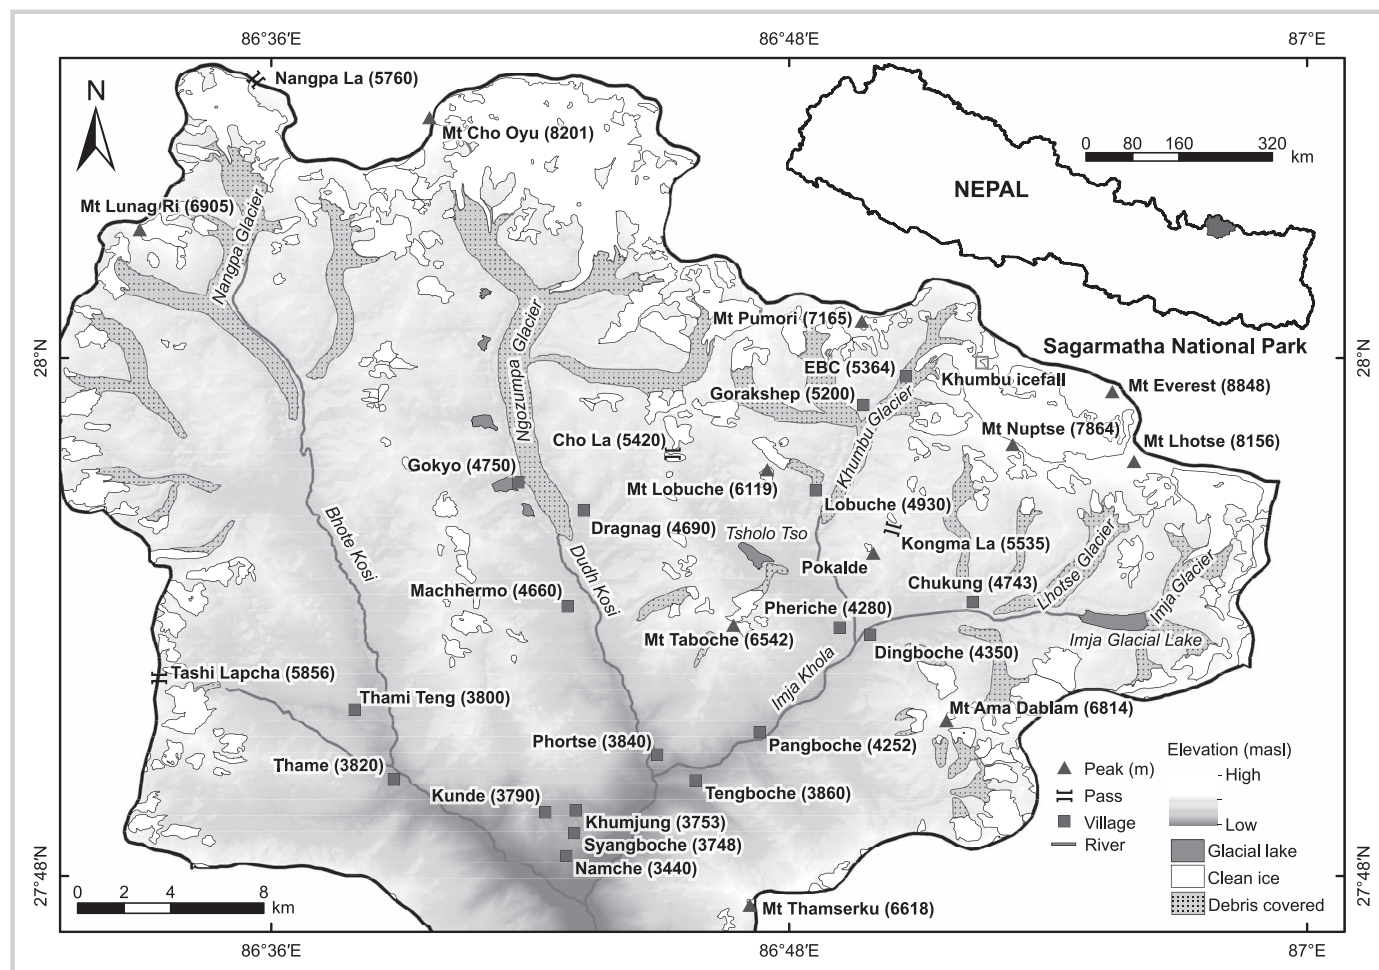 86°36'E
86°48'E
87°E
Nangpa La (5760)
N
Mt Cho Oyu (8201)
0 80 160 320
km
NEPAL
Mt Lunag Ri (6905)
Nangpa Glacier
Ngozumpa Glacier
Mt Pumori (7165)
Sagarmatha National Park
28°N
28°N
EBC (5364)
Khumbu icefall
Mt Everest (8848)
Gorakshep (5200)
Khumbu Glacier
Mt Nuptse (7864)
Mt Lhotse (8156)
Cho La (5420)
Gokyo (4750)
Mt Lobuche (6119)
Lobuche (4930)
Dragnag (4690)
Tsholo Tso
Kongma La (5535)
Bhote Kosi
Dudh Kosi
Pokalde
Lhotse Glacier
Imja Glacier
Machhermo (4660)
Chukung (4743)
Pheriche (4280)
Mt Taboche (6542)
Imja Glacial Lake
Dingboche (4350)
Imja Khola
Tashi Lapcha (5856)
Thami Teng (3800)
Mt Ama Dablam (6814)
Phortse (3840)
Pangboche (4252)
Thame (3820)
Tengboche (3860)
Kunde (3790)
Khumjung (3753)
Syangboche (3748)
Namche (3440)
Mt Thamserku (6618)
Elevation (masl)
High
Low
Peak (m)
Pass
Village
River
Glacial lake
Clean ice
Debris covered
27°48'N
27°48'N
0 2 4 8
km
86°36'E
86°48'E
87°E